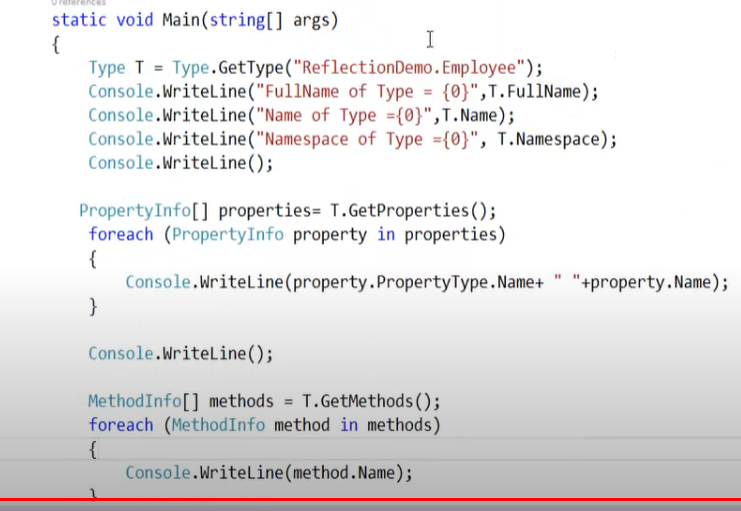 0 references
static void Main(string[] args)
{
Type T = Type.GetType("ReflectionDemo.Employee");
Console.WriteLine("FullName of Type = {0}",T.FullName);
Console.WriteLine("Name of Type ={0}",T.Name);
Console.WriteLine("Namespace of Type ={0}", T.Namespace);
Console.WriteLine();
PropertyInfo[] properties= T.GetProperties();
foreach (PropertyInfo property in properties)
{
Console.WriteLine(property.PropertyType.Name+ " "+property.Name);
}
Console.WriteLine();
MethodInfo[] methods = T.GetMethods();
foreach (MethodInfo method in methods)
{
Console.WriteLine(method.Name);
}